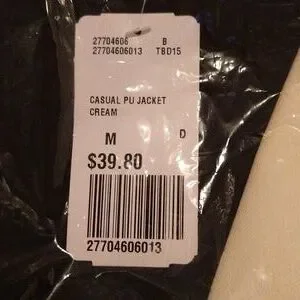 27704606 B
27704606013 TBD15
CASUAL PU JACKET
CREAM
M D
$39.80
27704606013